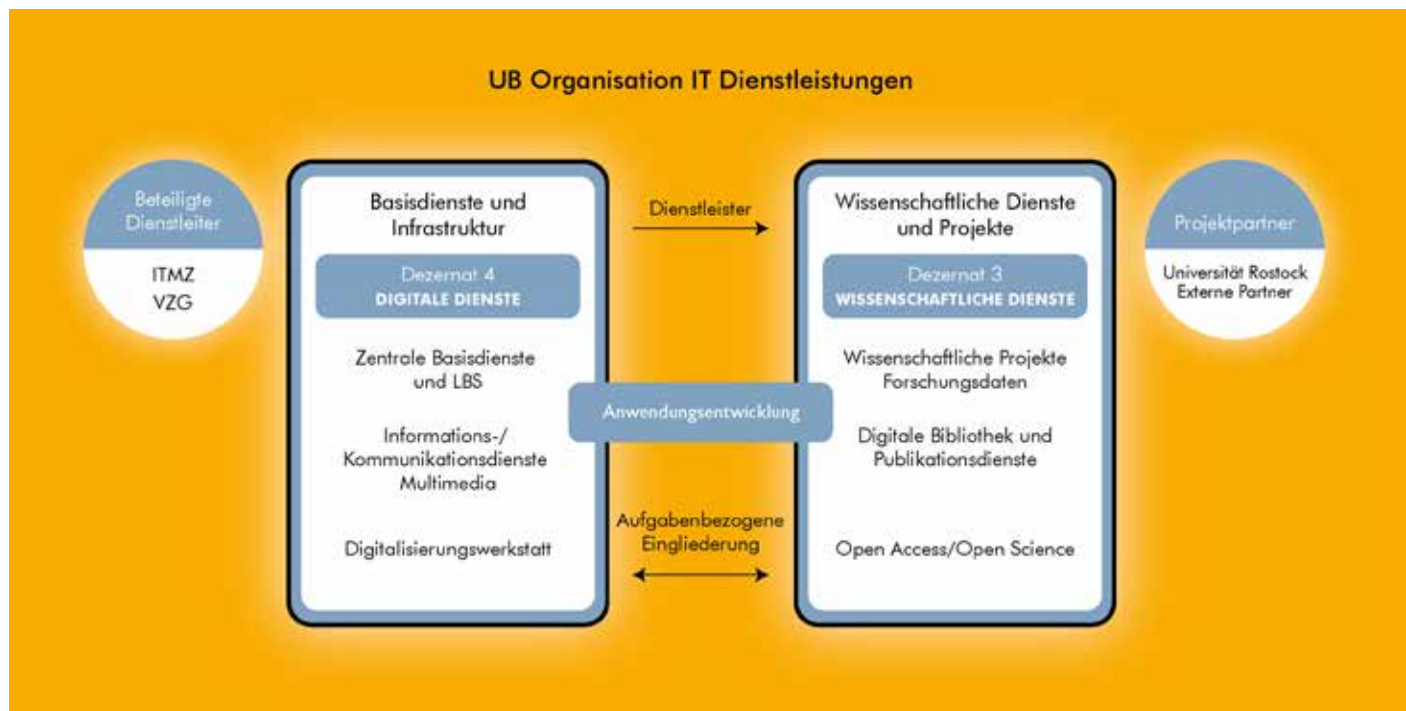 UB Organisation IT Dienstleistungen
Beteiligte
Dienstleiter
ITMZ
VZG
Basisdienste und
Infrastruktur
Dezernat 4
DIGITALE DIENSTE
Zentrale Basisdienste
und LBS
Informations-/
Kommunikationsdienste
Multimedia
Digitalisierungswerkstatt
Dienstleister
Anwendungsentwicklung
Aufgabenbezogene
Eingliederung
Wissenschaftliche Dienste
und Projekte
Dezernat 3
WISSENSCHAFTLICHE DIENSTE
Wissenschaftliche Projekte
Forschungsdaten
Digitale Bibliothek und
Publikationsdienste
Open Access/Open Science
Projektpartner
Universität Rostock
Externe Partner